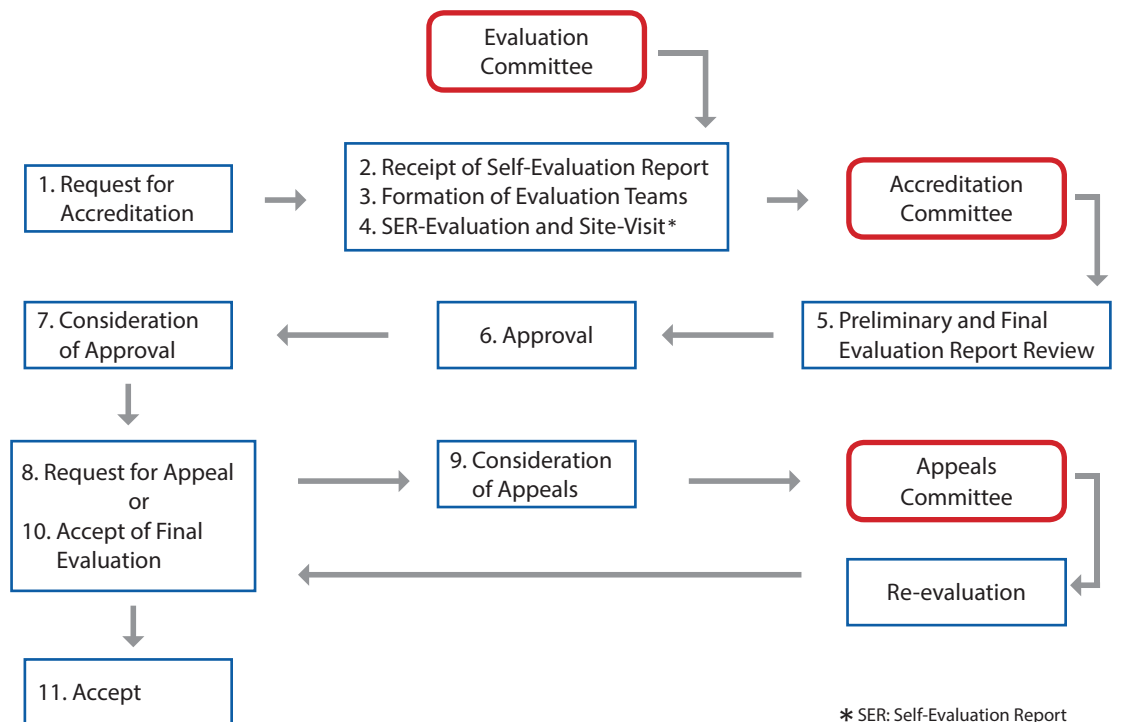 Evaluation
Committee
1. Request for
Accreditation
2. Receipt of Self-Evaluation Report
3. Formation of Evaluation Teams
4. SER-Evaluation and Site-Visit*
Accreditation
Committee
7. Consideration
of Approval
6. Approval
5. Preliminary and Final
Evaluation Report Review
8. Request for Appeal
or
10. Accept of Final
Evaluation
9. Consideration
of Appeals
Appeals
Committee
Re-evaluation
11. Accept
* SER: Self-Evaluation Report